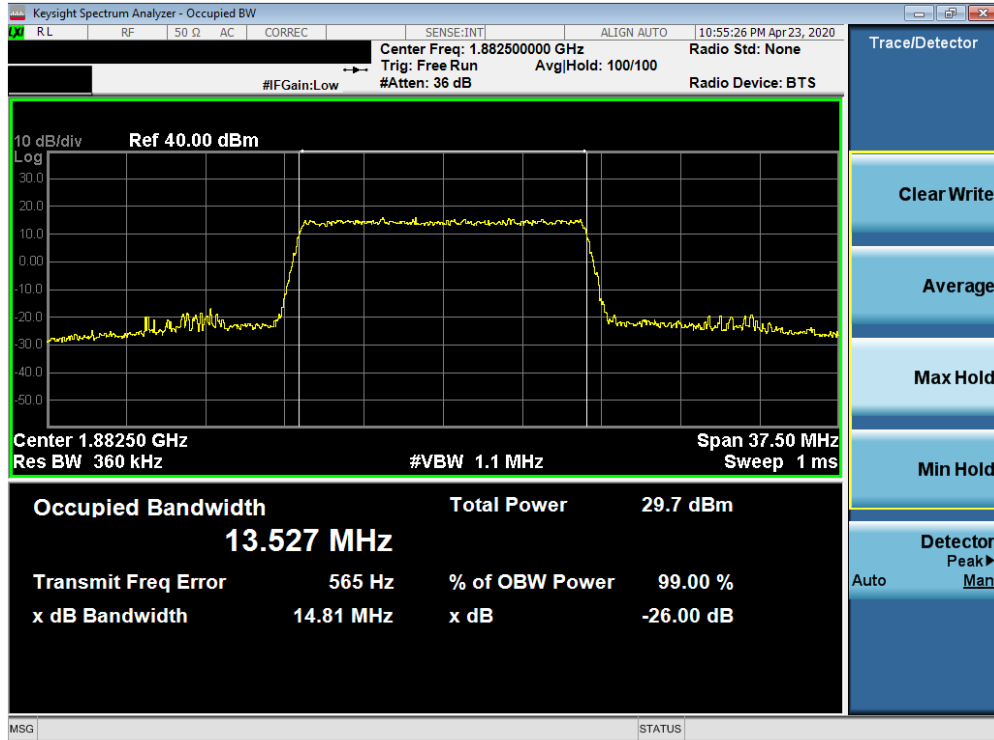 Keysight Spectrum Analyzer - Occupied BW
LXI RL RF 50 Ω AC CORREC SENSE:INT ALIGN AUTO 10:55:26 PM Apr 23, 2020
Center Freq: 1.882500000 GHz Radio Std: None
Trig: Free Run Avg|Hold: 100/100
#IFGain:Low #Atten: 36 dB Radio Device: BTS
10 dB/div Ref 40.00 dBm
Log
30.0
20.0
10.0
0.00
-10.0
-20.0
-30.0
-40.0
-50.0
Center 1.88250 GHz Span 37.50 MHz
Res BW 360 kHz #VBW 1.1 MHz Sweep 1 ms
Occupied Bandwidth Total Power 29.7 dBm
13.527 MHz
Transmit Freq Error 565 Hz % of OBW Power 99.00 %
x dB Bandwidth 14.81 MHz x dB -26.00 dB
MSG STATUS
Trace/Detector
Clear Write
Average
Max Hold
Min Hold
Detector
Peak▶
Auto Man